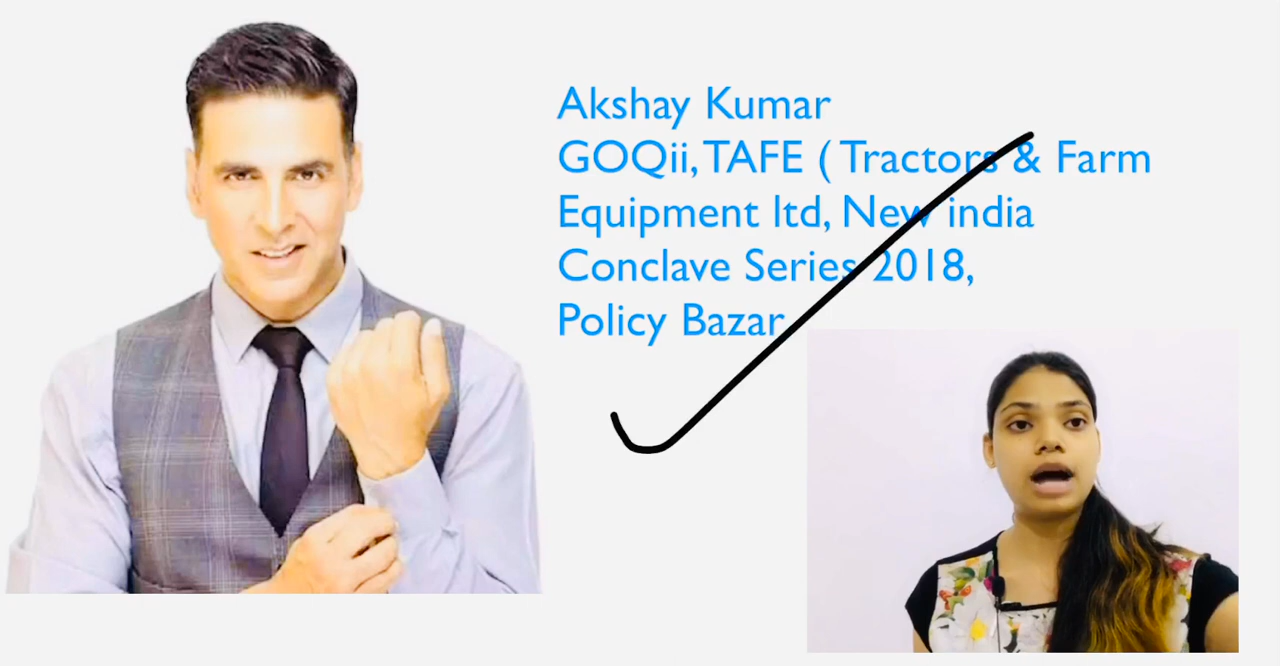 Akshay Kumar
GOQii, TAFE ( Tractors & Farm
Equipment ltd, New india
Conclave Series 2018,
Policy Bazar